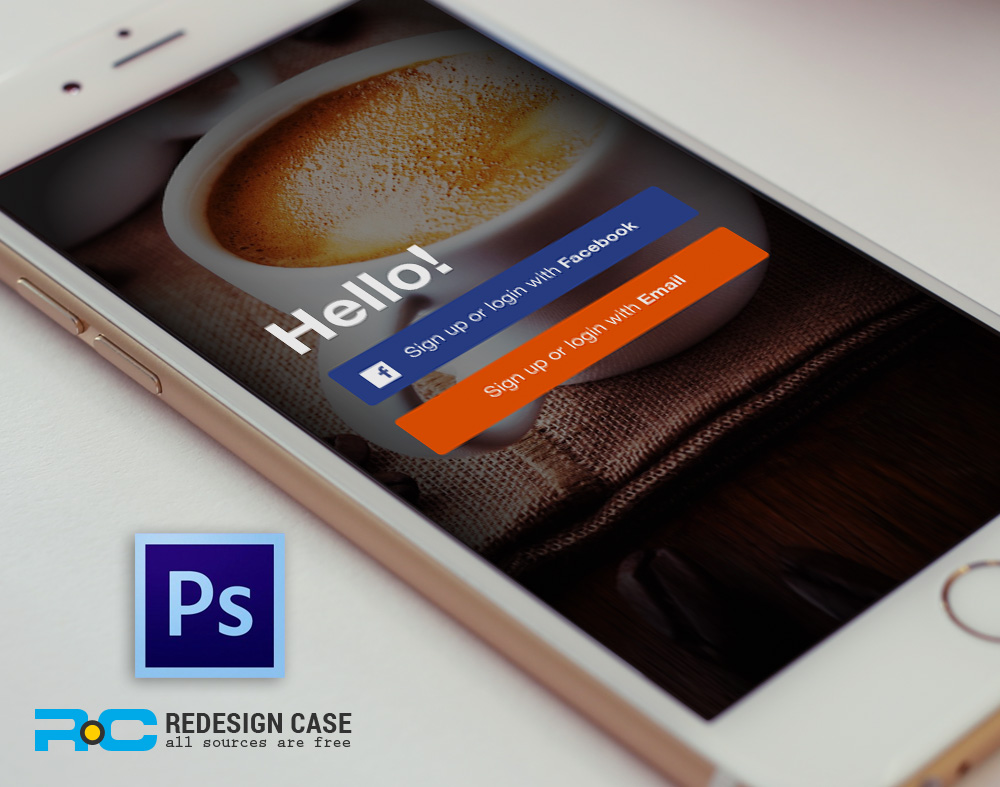 Hello!
Sign up or login with Facebook
Sign up or login with Email
Ps
RC REDESIGN CASE
all sources are free